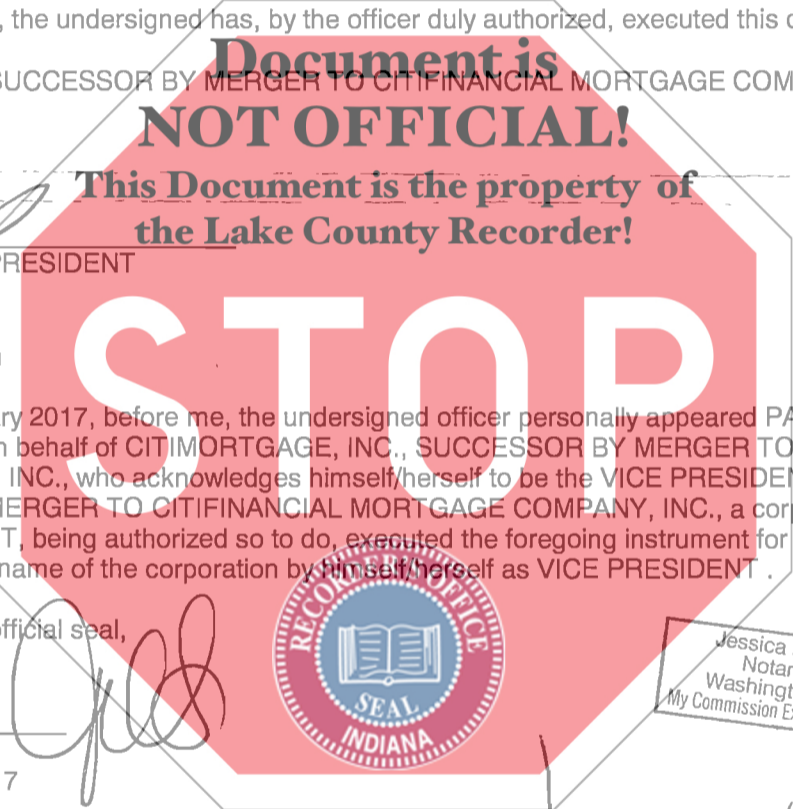 , the undersigned has, by the officer duly authorized, executed this
Document is
SUCCESSOR BY MERGER TO CITIFINANCIAL MORTGAGE COM
NOT OFFICIAL!
This Document is the property of
the Lake County Recorder!
PRESIDENT
STOP
ry 2017, before me, the undersigned officer personally appeared PA
n behalf of CITIMORTGAGE, INC., SUCCESSOR BY MERGER TO
INC., who acknowledges himself/herself to be the VICE PRESIDEN
MERGER TO CITIFINANCIAL MORTGAGE COMPANY, INC., a corp
T, being authorized so to do, executed the foregoing instrument for
name of the corporation by himself/herself as VICE PRESIDENT .
RECORDER'S OFFICE
SEAL
INDIANA
official seal,
Jessica
Notar
Washingt
My Commission Ex
7